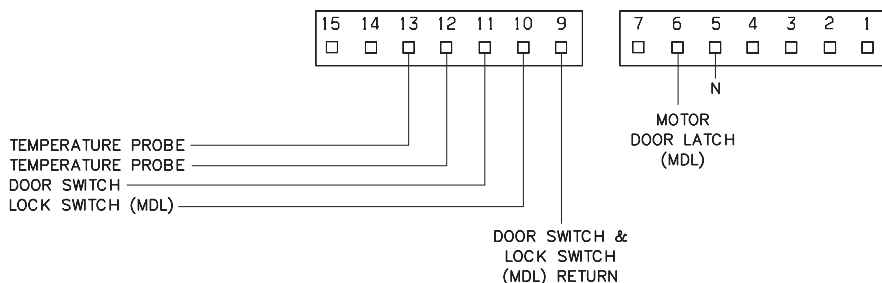 15 14 13 12 11 10 9 7 6 5 4 3 2 1
N
MOTOR
DOOR LATCH
(MDL)
TEMPERATURE PROBE
TEMPERATURE PROBE
DOOR SWITCH
LOCK SWITCH (MDL)
DOOR SWITCH &
LOCK SWITCH
(MDL) RETURN